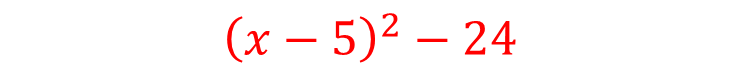 (x − 5)² − 24